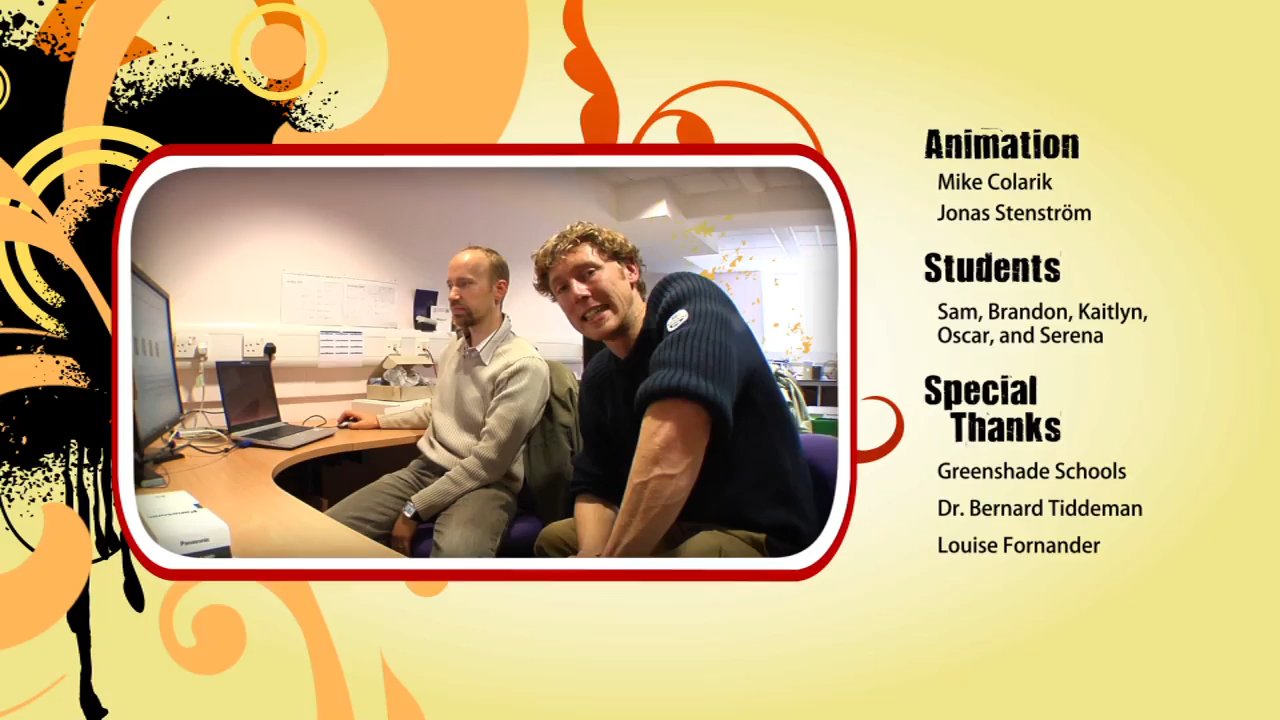 Animation
Mike Colarik
Jonas Stenström
Students
Sam, Brandon, Kaitlyn,
Oscar, and Serena
Special
Thanks
Greenshade Schools
Dr. Bernard Tiddeman
Louise Fornander
Panasonic